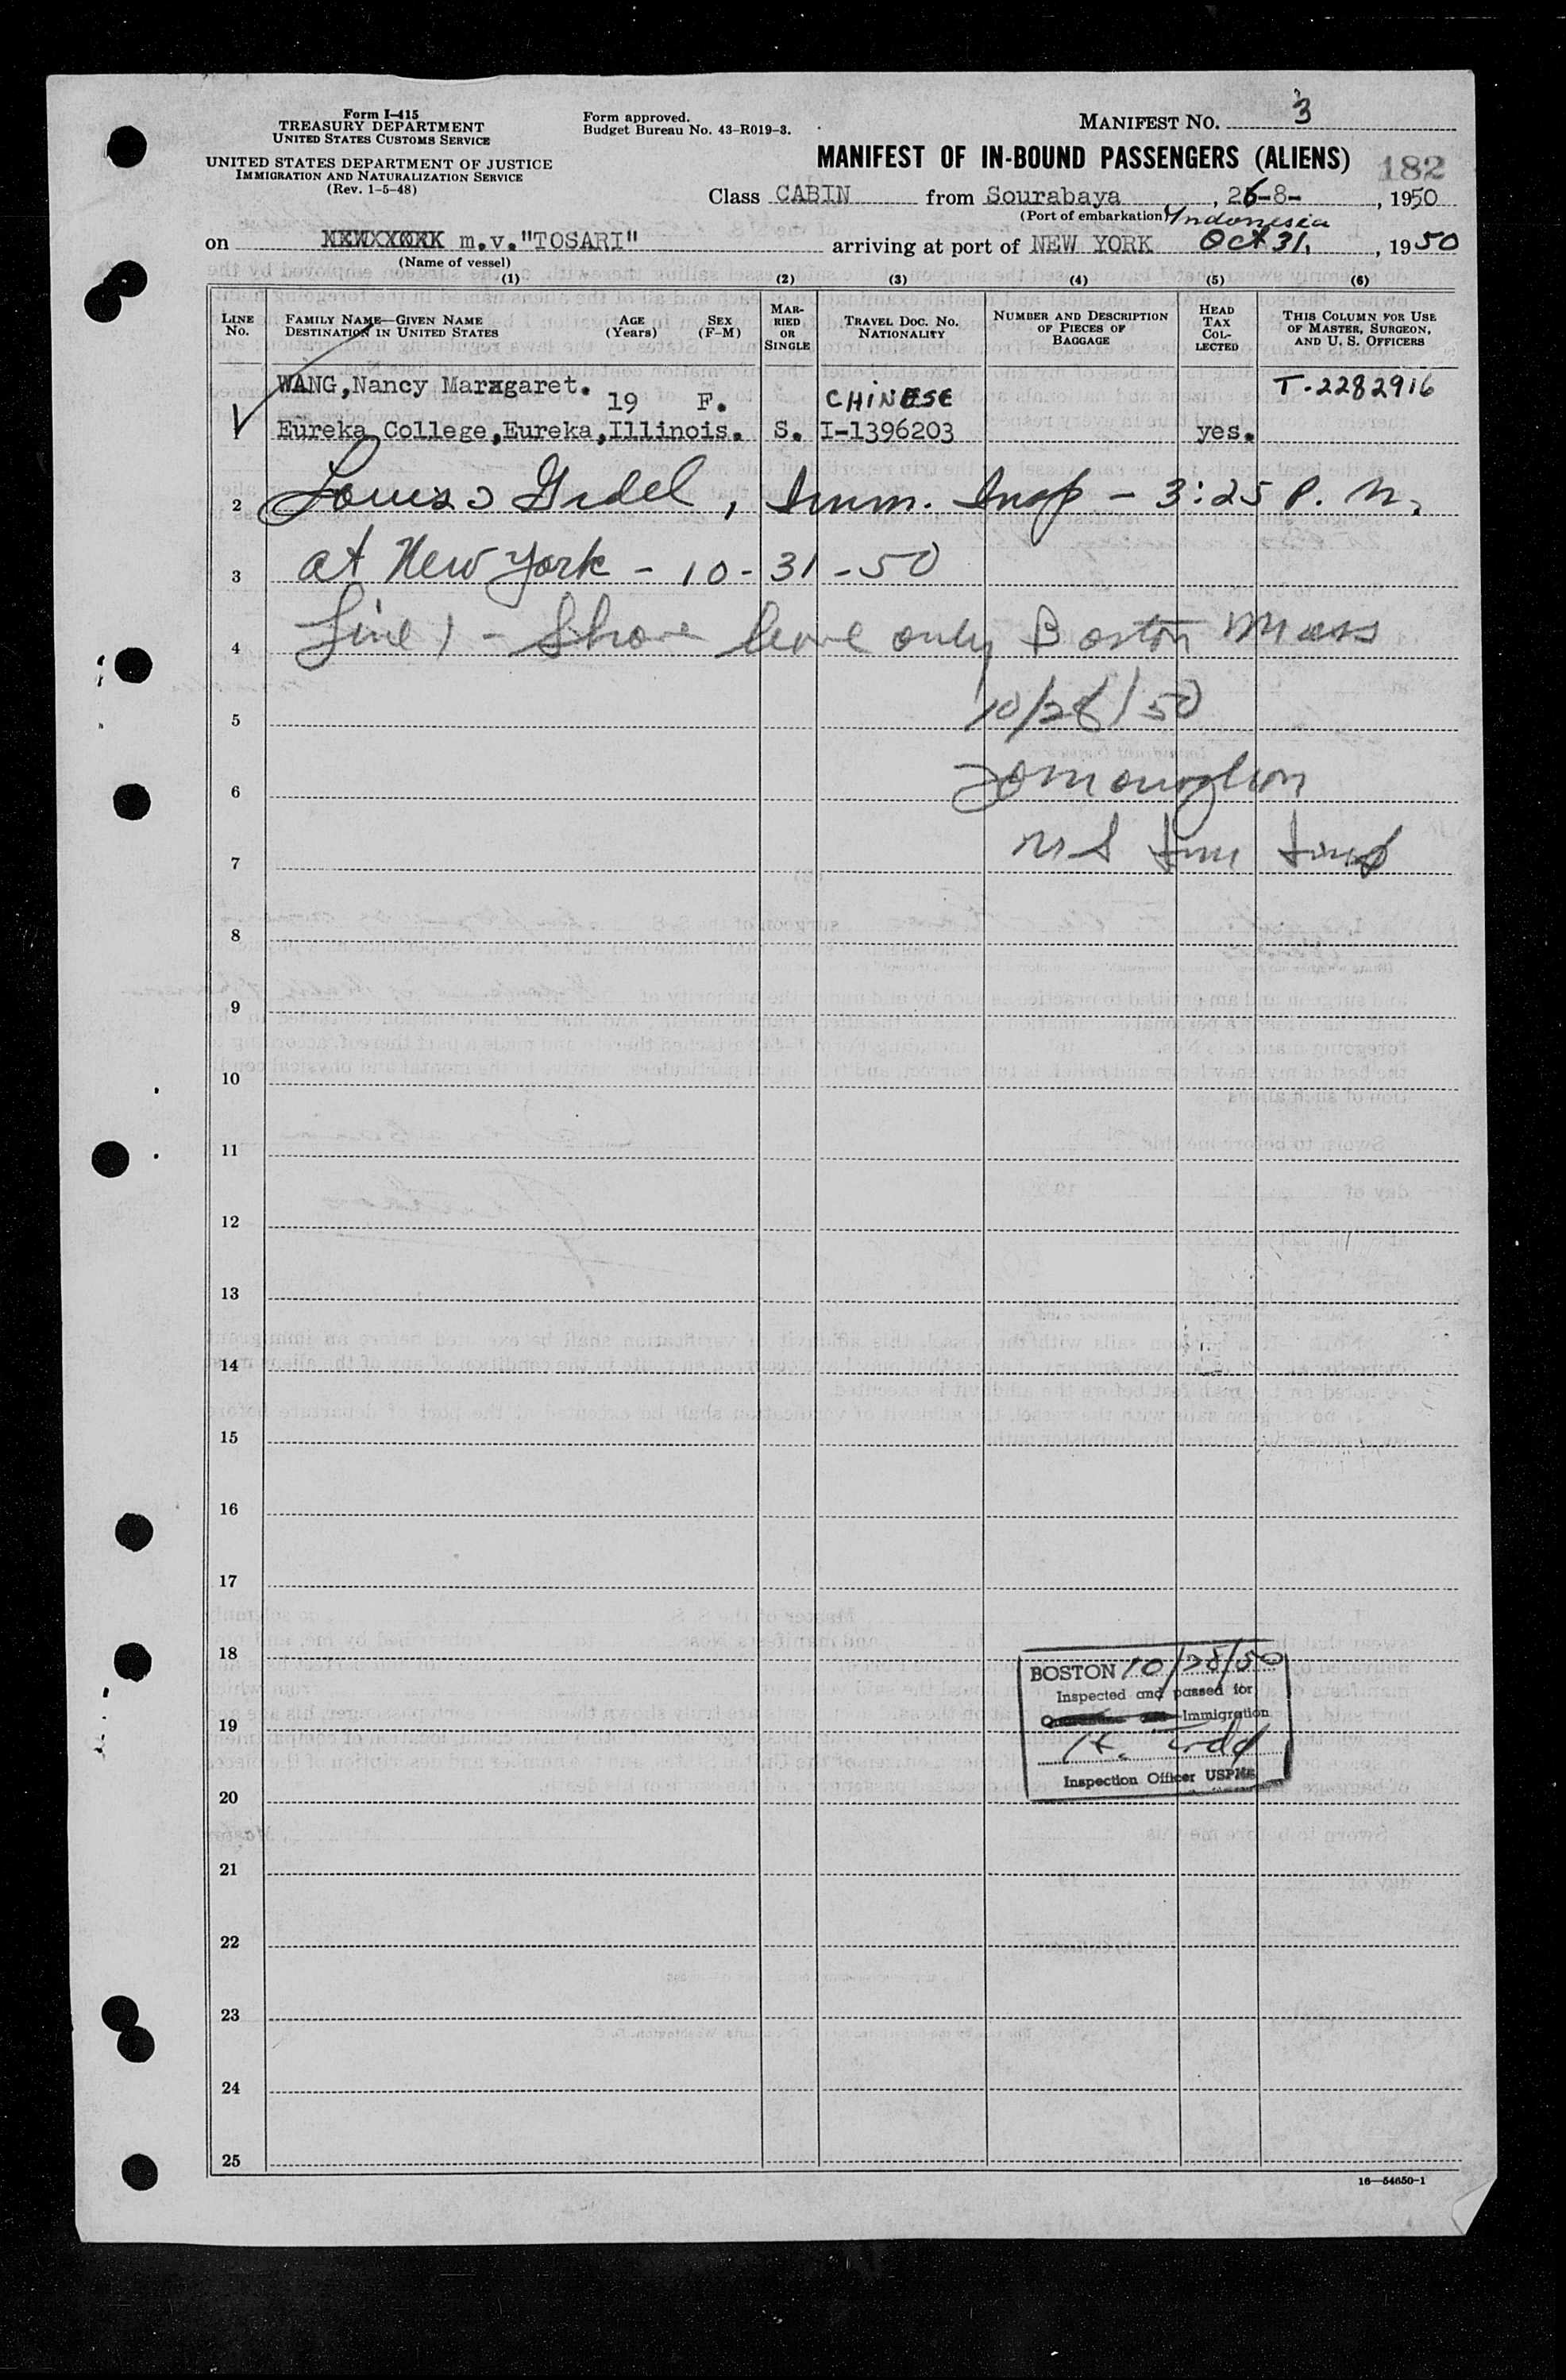 Form I-415
TREASURY DEPARTMENT
UNITED STATES CUSTOMS SERVICE
UNITED STATES DEPARTMENT OF JUSTICE
IMMIGRATION AND NATURALIZATION SERVICE
(Rev. 1-5-48)
Form approved.
Budget Bureau No. 43-R019-3.
MANIFEST NO. 3
MANIFEST OF IN-BOUND PASSENGERS (ALIENS) 182
Class CABIN from Sourabaya, 26-8-, 1950
(Port of embarkation) Indonesia
on m.v."TOSARI" arriving at port of NEW YORK Oct 31, 1950
(Name of vessel)
(1) (2) (3) (4) (5) (6)
LINE No.
FAMILY NAME—GIVEN NAME
DESTINATION IN UNITED STATES
AGE (Years)
SEX (F-M)
MARRIED OR SINGLE
TRAVEL DOC. NO.
NATIONALITY
NUMBER AND DESCRIPTION OF PIECES OF BAGGAGE
HEAD TAX COLLECTED
THIS COLUMN FOR USE OF MASTER, SURGEON, AND U. S. OFFICERS
WANG,Nancy Marxgaret. 19 F. CHINESE T-2282916
Eureka College,Eureka,Illinois. S. I-1396203 yes.
2 Louis Imm. Insp - 3:25 P. M.
3 at New York - 10-31-50
4 Line 1 - Shore leave only Boston Mass
5 10/28/50
6
7 Imm Insp
8
9
10
11
12
13
14
15
16
17
18
19
20
21
22
23
24
25
BOSTON 10/28/50
Inspected and passed for
Immigration
Inspection Officer USPHS
16—54650-1